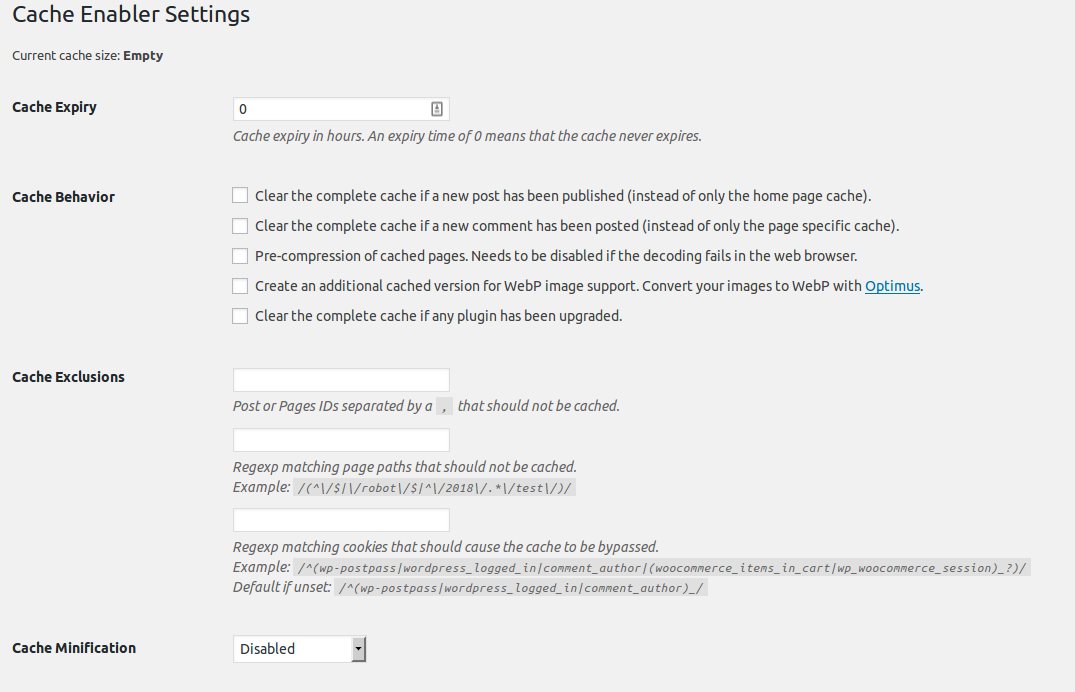 Cache Enabler Settings
Current cache size: Empty
Cache Expiry
0
Cache expiry in hours. An expiry time of 0 means that the cache never expires.
Cache Behavior
Clear the complete cache if a new post has been published (instead of only the home page cache).
Clear the complete cache if a new comment has been posted (instead of only the page specific cache).
Pre-compression of cached pages. Needs to be disabled if the decoding fails in the web browser.
Create an additional cached version for WebP image support. Convert your images to WebP with Optimus.
Clear the complete cache if any plugin has been upgraded.
Cache Exclusions
Post or Pages IDs separated by a , that should not be cached.
Regexp matching page paths that should not be cached.
Example: /(^\/$|\/robot\/$|^\/2018\/.*\/test\/)/
Regexp matching cookies that should cause the cache to be bypassed.
Example: /^(wp-postpass|wordpress_logged_in|comment_author|(woocommerce_items_in_cart|wp_woocommerce_session)_?)/
Default if unset: /^(wp-postpass|wordpress_logged_in|comment_author)_/
Cache Minification
Disabled